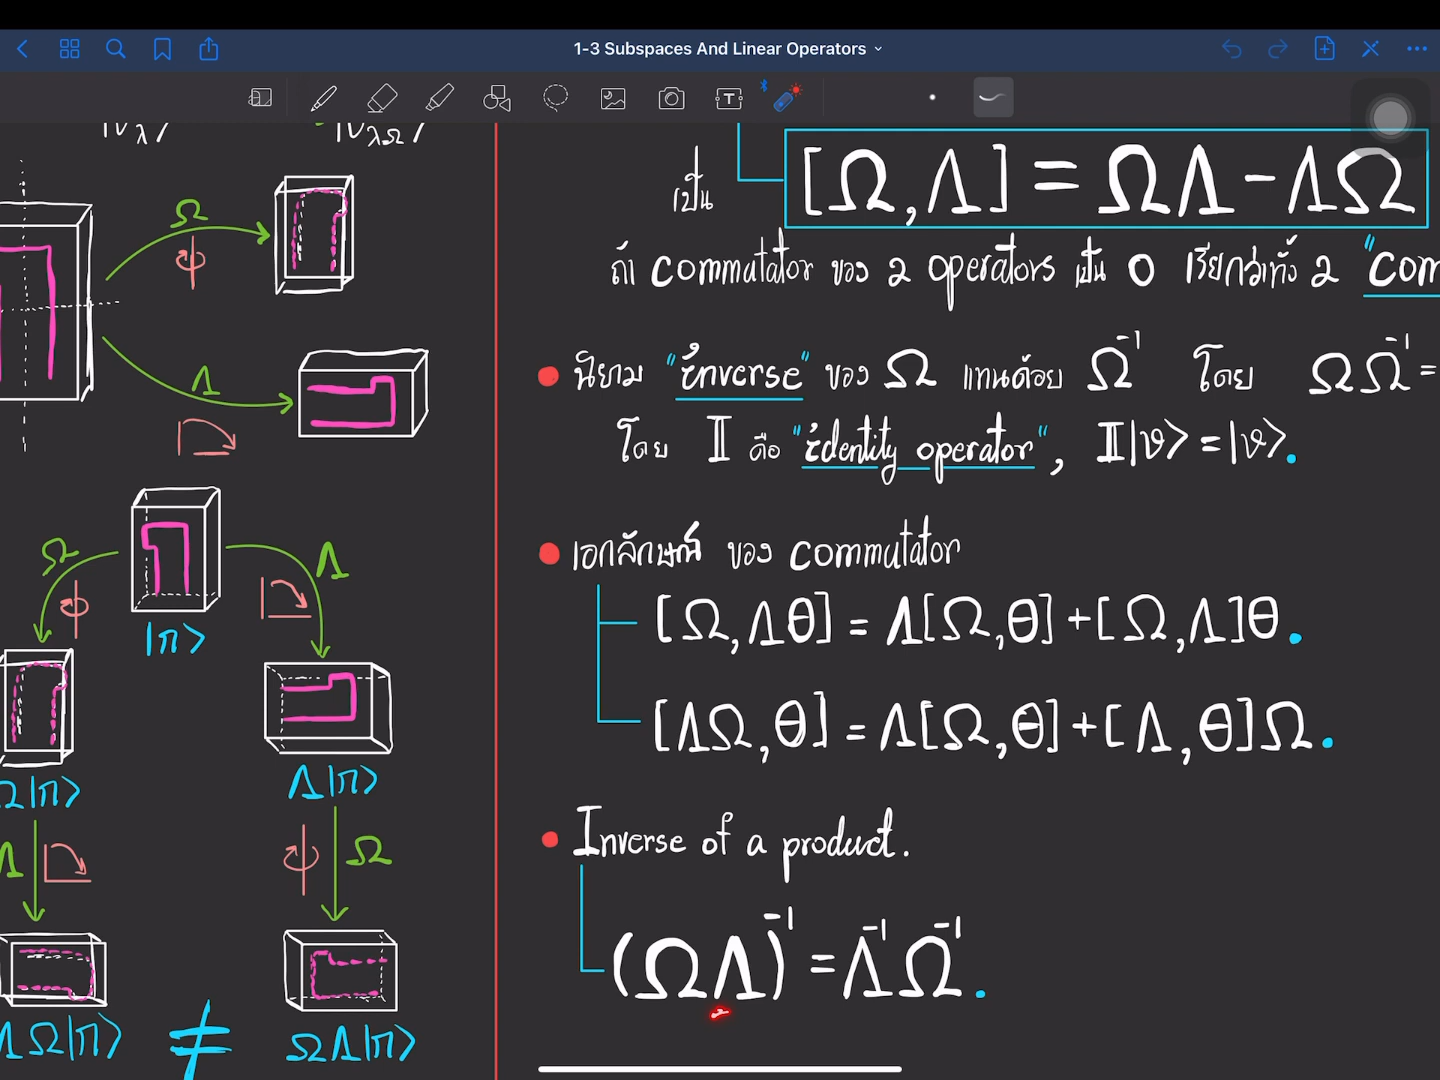 1-3 Subspaces And Linear Operators
|v_λ⟩ |v_λΩ⟩
Ω
Λ
Ω Λ
|π⟩
Ω|π⟩ Λ|π⟩
Λ Ω
ΛΩ|π⟩ ≠ ΩΛ|π⟩
เป็น [Ω,Λ] = ΩΛ - ΛΩ
ถ้า commutator ของ 2 operators เป็น 0 เรียกว่าทั้ง 2 "com
นิยาม "inverse" ของ Ω แทนด้วย Ω⁻¹ โดย ΩΩ⁻¹ =
โดย 𝕀 คือ "identity operator", 𝕀|v⟩ = |v⟩.
เอกลักษณ์ ของ commutator
[Ω,Λθ] = Λ[Ω,θ] + [Ω,Λ]θ.
[ΛΩ,θ] = Λ[Ω,θ] + [Λ,θ]Ω.
Inverse of a product.
(ΩΛ)⁻¹ = Λ⁻¹Ω⁻¹.